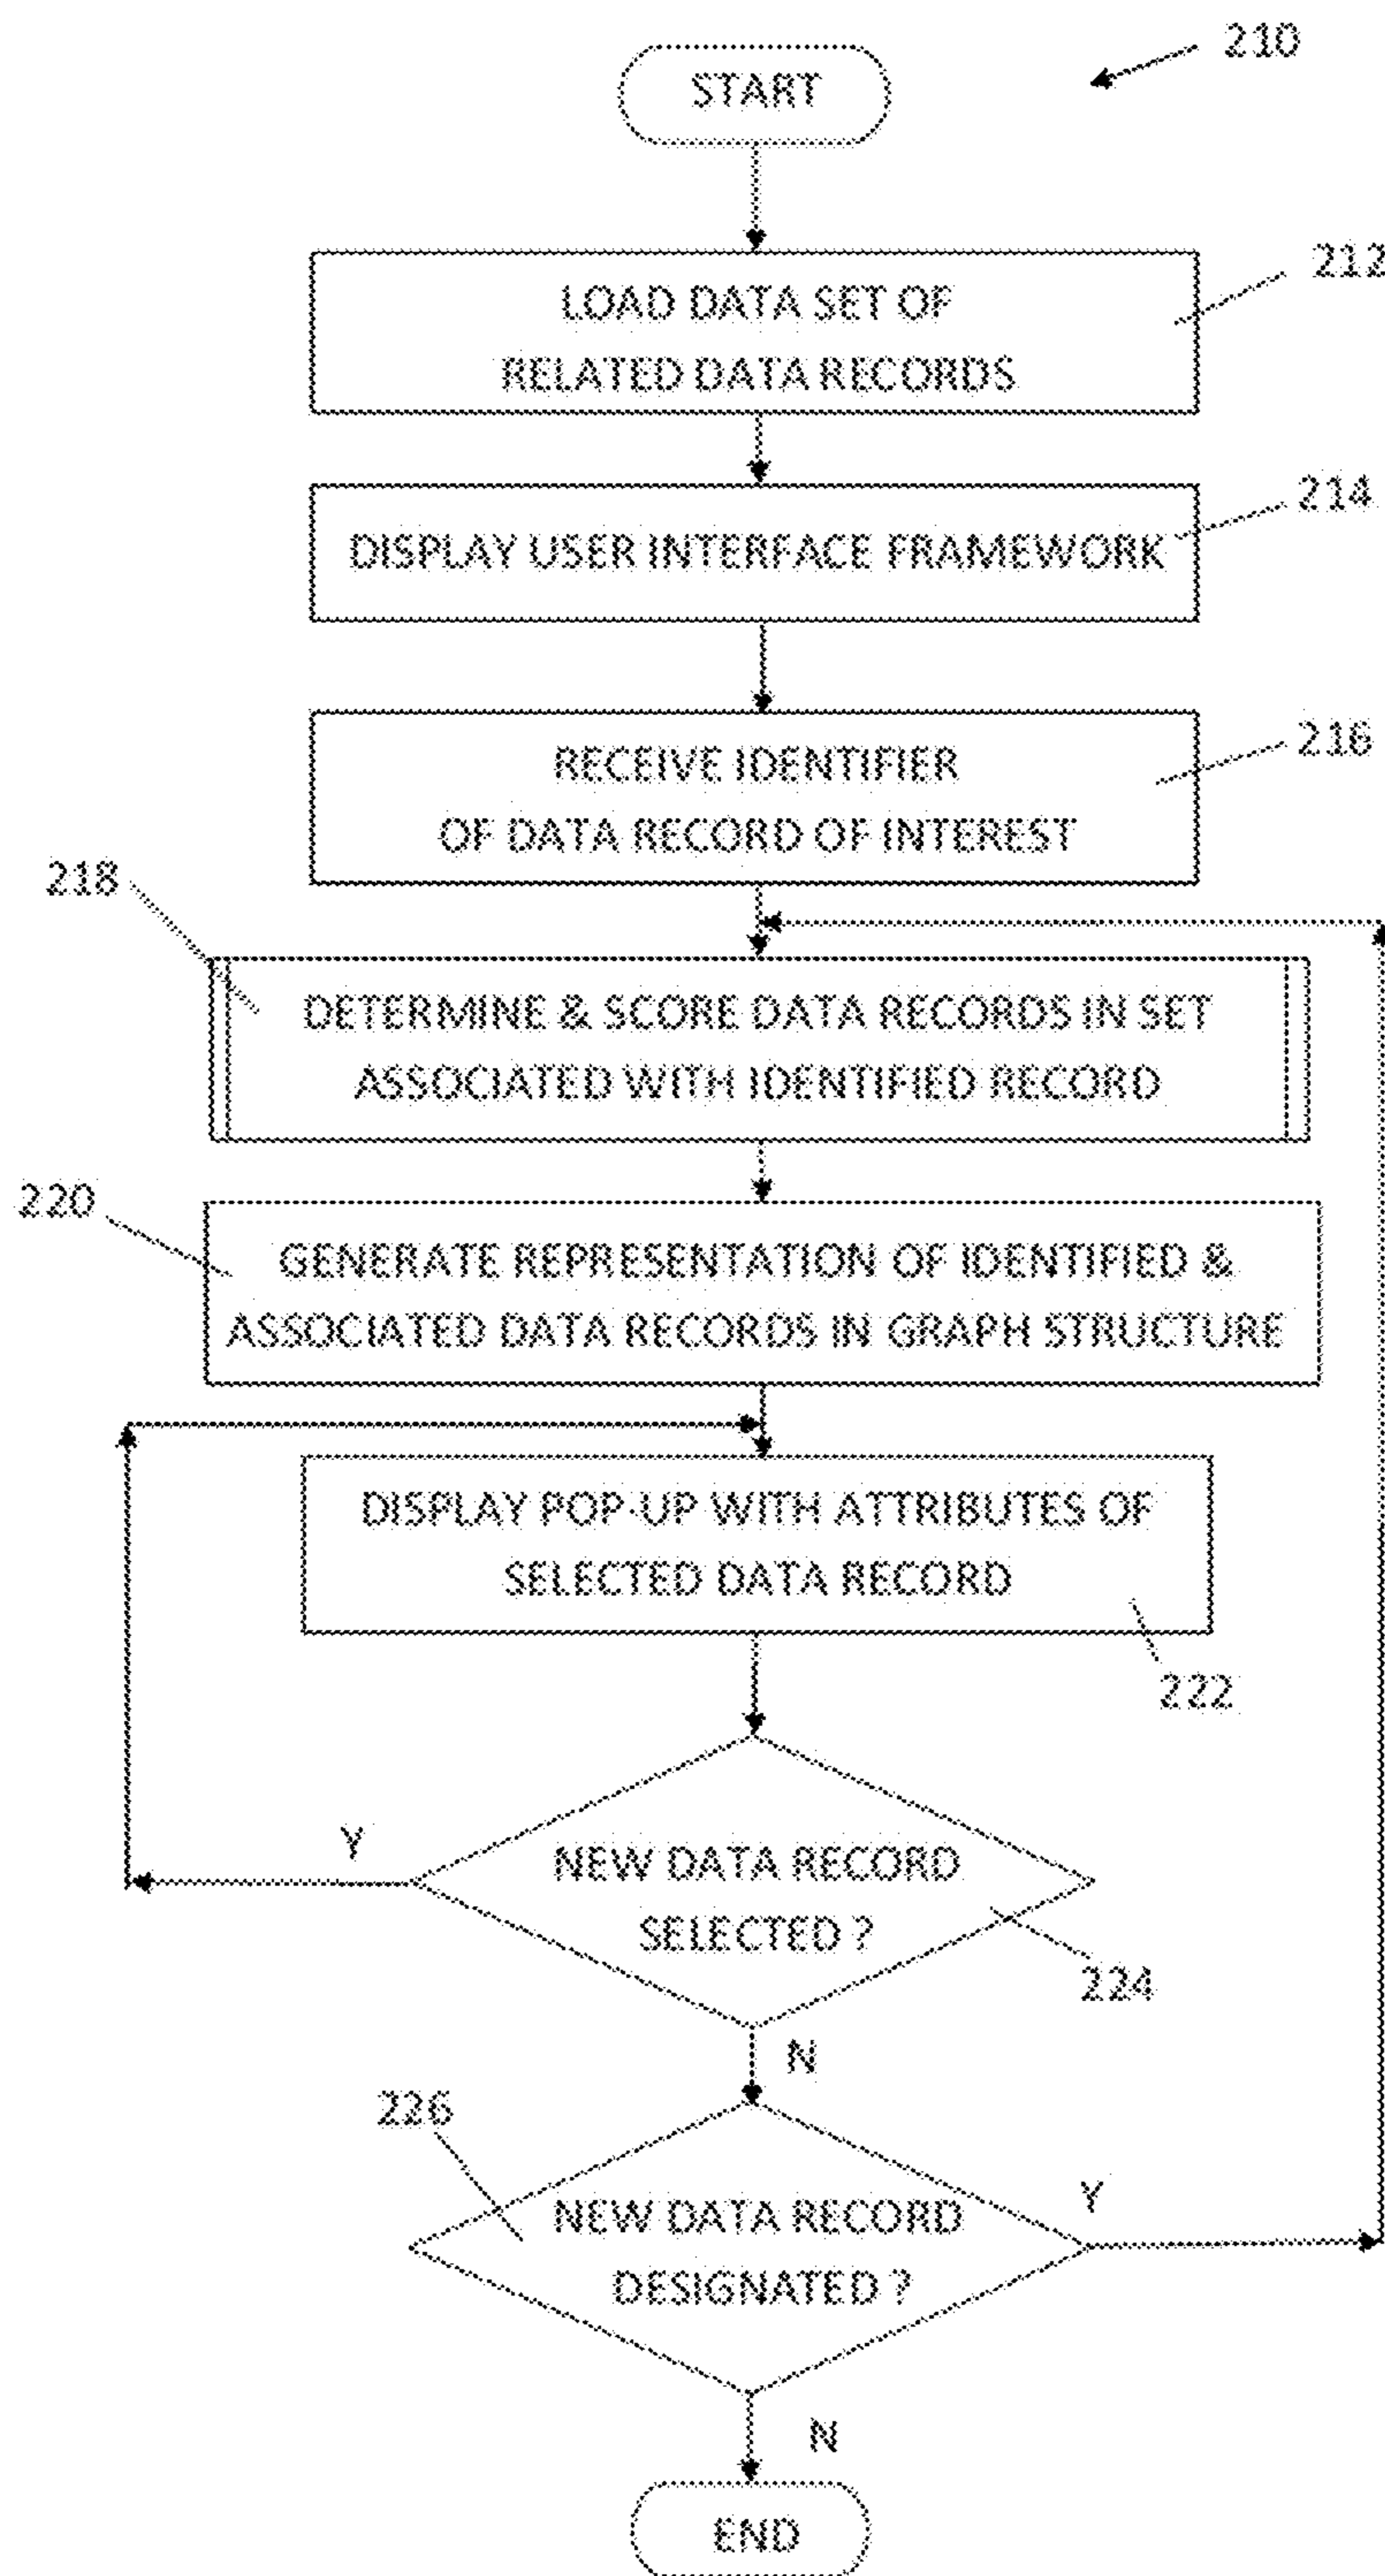 210
START
212
LOAD DATA SET OF
RELATED DATA RECORDS
214
DISPLAY USER INTERFACE FRAMEWORK
216
RECEIVE IDENTIFIER
OF DATA RECORD OF INTEREST
218
DETERMINE & SCORE DATA RECORDS IN SET
ASSOCIATED WITH IDENTIFIED RECORD
220
GENERATE REPRESENTATION OF IDENTIFIED &
ASSOCIATED DATA RECORDS IN GRAPH STRUCTURE
DISPLAY POP-UP WITH ATTRIBUTES OF
SELECTED DATA RECORD
222
Y
NEW DATA RECORD
SELECTED ?
224
N
226
Y
NEW DATA RECORD
DESIGNATED ?
N
END